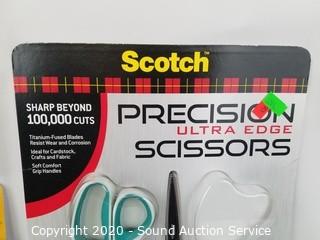 Scotch™
SHARP BEYOND
100,000 CUTS
Titanium-Fused Blades
Resist Wear and Corrosion
Ideal for Cardstock,
Crafts and Fabric
Soft Comfort
Grip Handles
PRECISION
ULTRA EDGE
SCISSORS
Copyright 2020 - Sound Auction Service